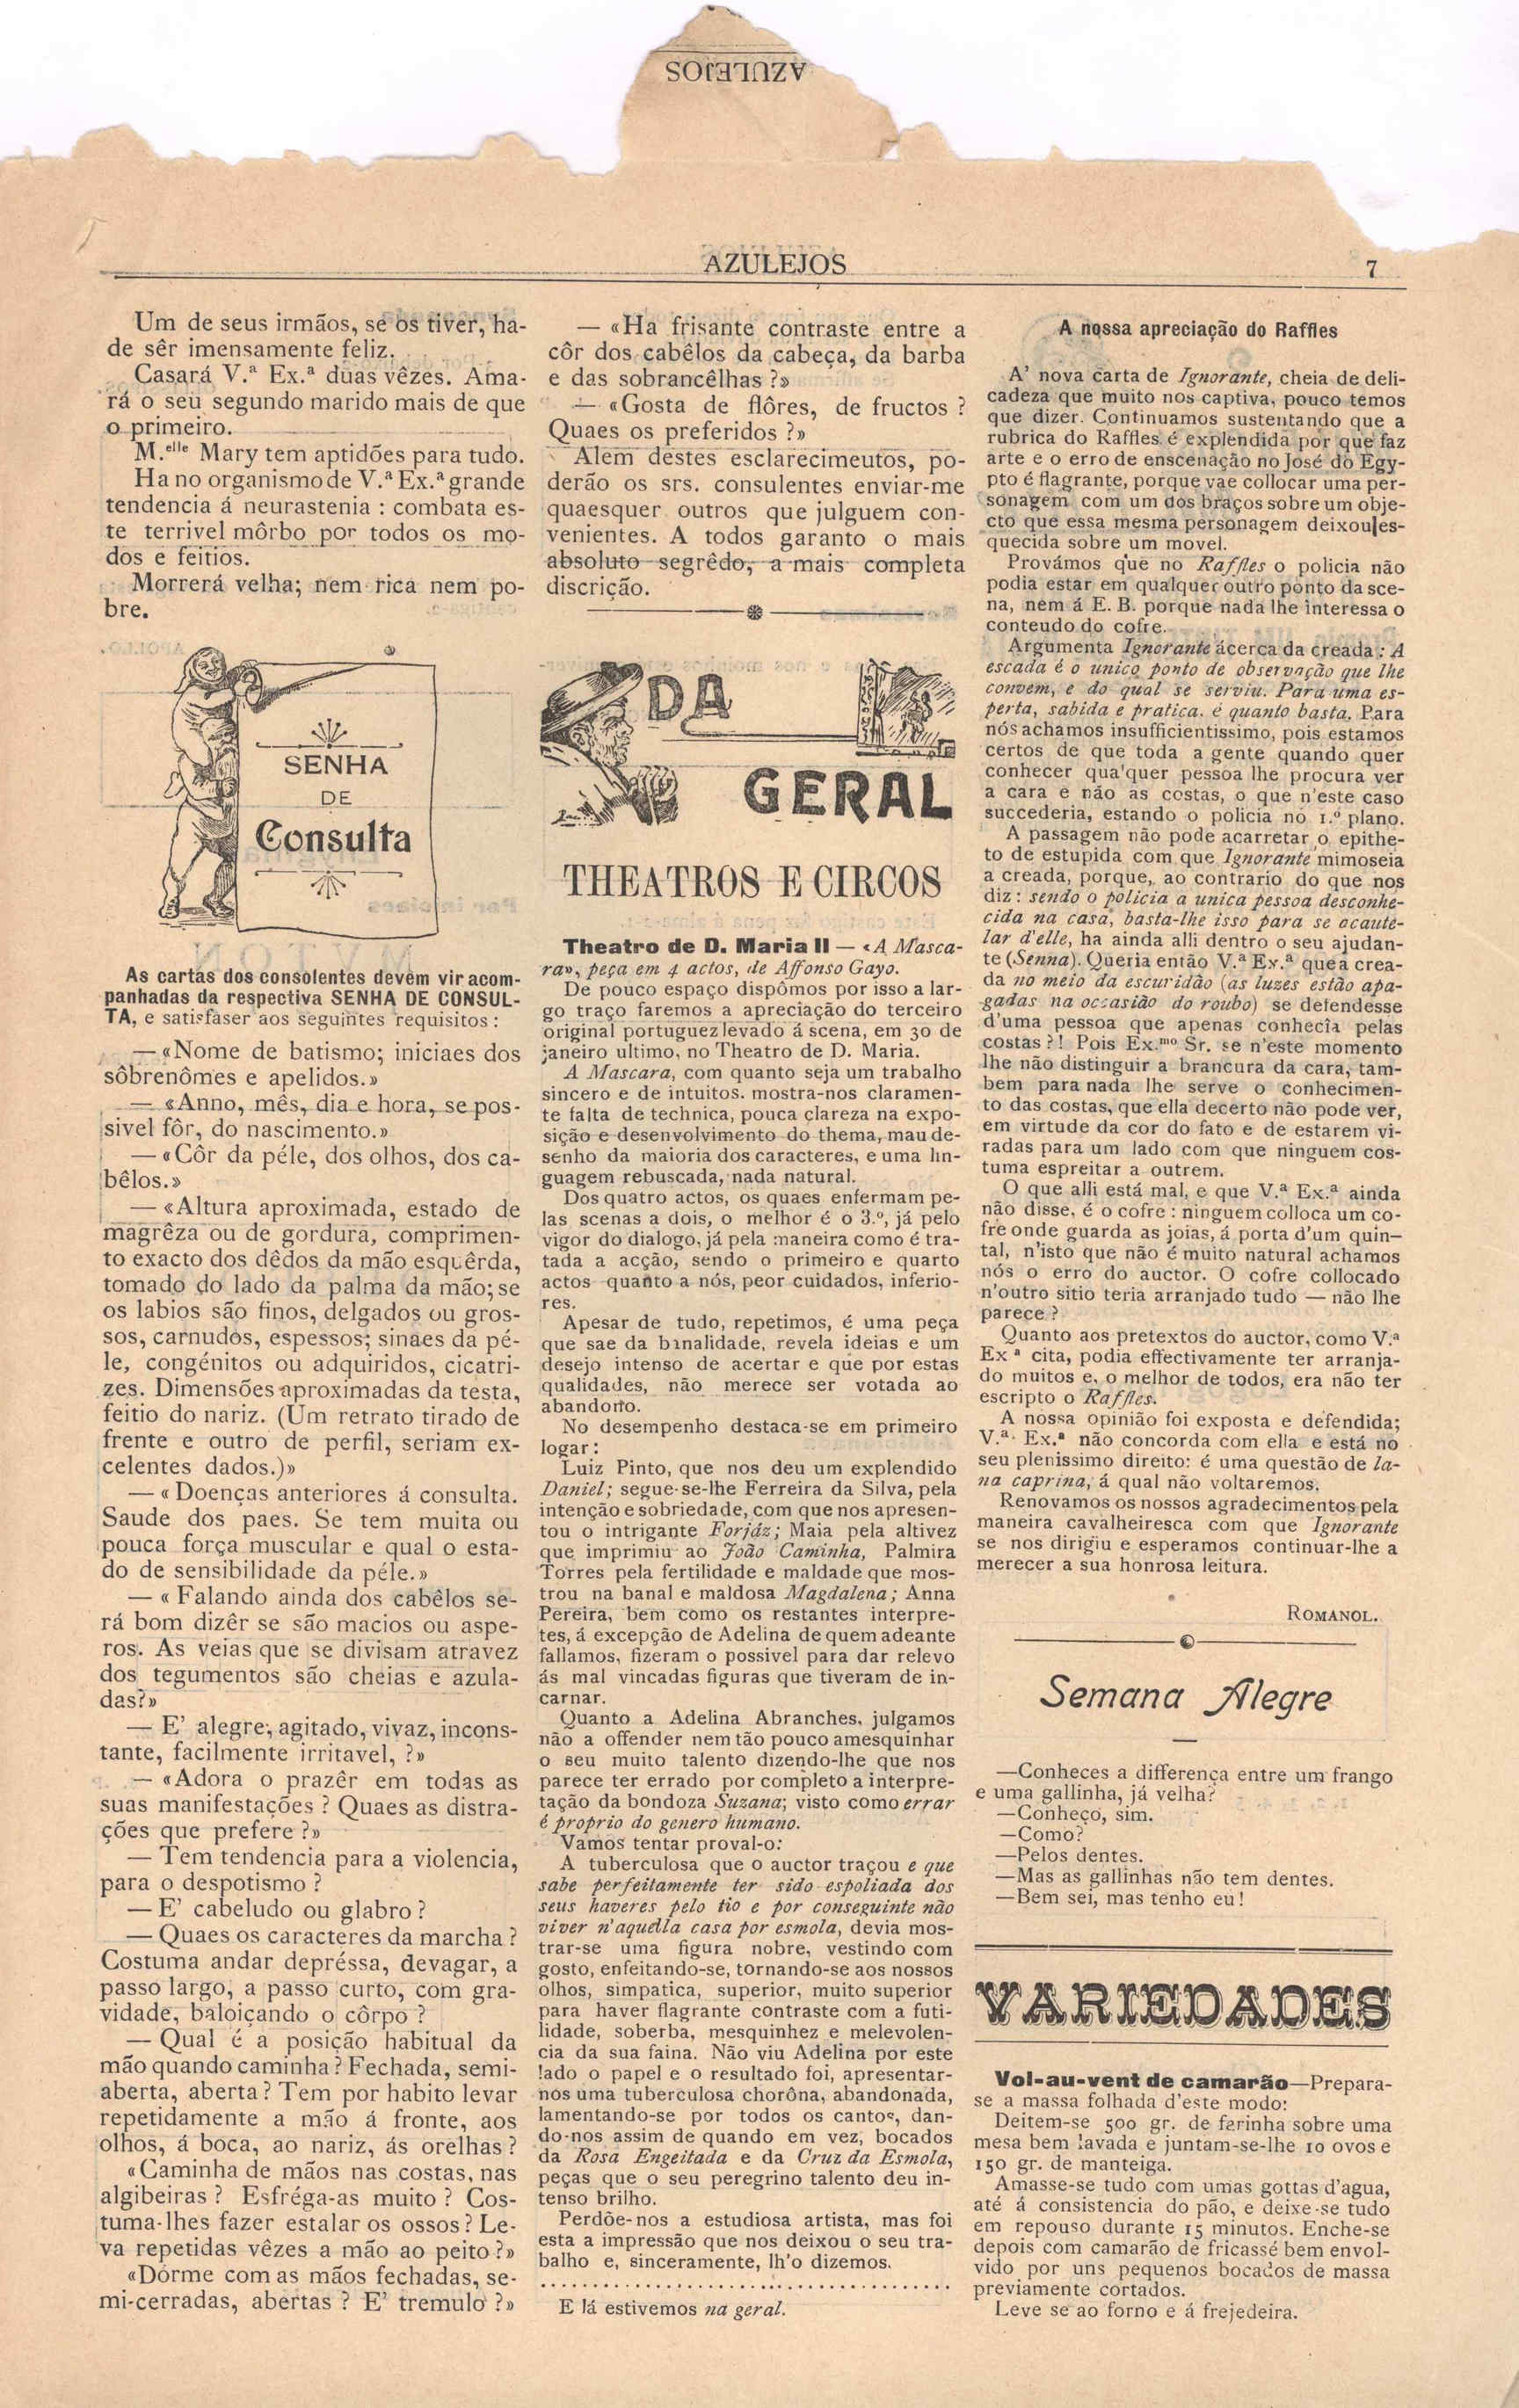 AZULEJOS
AZULEJOS
7
Um de seus irmãos, se os tiver, ha-
de sêr imensamente feliz.
Casará V.ª Ex.ª duas vêzes. Ama-
rá o seu segundo marido mais de que
o primeiro.
M.elle Mary tem aptidões para tudo.
Ha no organismo de V.ª Ex.ª grande
tendencia á neurastenia : combata es-
te terrivel môrbo por todos os mo-
dos e feitios.
Morrerá velha; nem rica nem po-
bre.
SENHA
DE
Consulta
As cartas dos consolentes devem vir acom-
panhadas da respectiva SENHA DE CONSUL-
TA, e satisfaser aos seguintes requisitos :
—«Nome de batismo; iniciaes dos
sôbrenômes e apelidos.»
— «Anno, mês, dia e hora, se pos-
sivel fôr, do nascimento.»
—«Côr da péle, dos olhos, dos ca-
bêlos.»
—«Altura aproximada, estado de
magrêza ou de gordura, comprimen-
to exacto dos dêdos da mão esquêrda,
tomado do lado da palma da mão; se
os labios são finos, delgados ou gros-
sos, carnudos, espessos; sinaes da pé-
le, congénitos ou adquiridos, cicatri-
zes. Dimensões aproximadas da testa,
feitio do nariz. (Um retrato tirado de
frente e outro de perfil, seriam ex-
celentes dados.)»
—«Doenças anteriores á consulta.
Saude dos paes. Se tem muita ou
pouca força muscular e qual o esta-
do de sensibilidade da péle.»
— « Falando ainda dos cabêlos se-
rá bom dizêr se são macios ou aspe-
ros. As veias que se divisam atravez
dos tegumentos são cheias e azula-
das?»
— E' alegre, agitado, vivaz, incons-
tante, facilmente irritavel, ?»
— «Adora o prazêr em todas as
suas manifestações ? Quaes as distra-
ções que prefere ?»
— Tem tendencia para a violencia,
para o despotismo ?
— E' cabeludo ou glabro ?
— Quaes os caracteres da marcha ?
Costuma andar depréssa, devagar, a
passo largo, a passo curto, com gra-
vidade, baloiçando o côrpo ?
— Qual é a posição habitual da
mão quando caminha? Fechada, semi-
aberta, aberta? Tem por habito levar
repetidamente a mão á fronte, aos
olhos, á boca, ao nariz, ás orelhas ?
«Caminha de mãos nas costas, nas
algibeiras ? Esfréga-as muito ? Cos-
tuma-lhes fazer estalar os ossos? Le-
va repetidas vêzes a mão ao peito?»
«Dórme com as mãos fechadas, se-
mi-cerradas, abertas ? E' tremulo ?»
— «Ha frisante contraste entre a
côr dos cabêlos da cabeça, da barba
e das sobrancêlhas ?»
— «Gosta de flôres, de fructos ?
Quaes os preferidos ?»
Alem destes esclarecimeutos, po-
derão os srs. consulentes enviar-me
quaesquer outros que julguem con-
venientes. A todos garanto o mais
absoluto segrêdo, a mais completa
discrição.
DA
GERAL
THEATROS E CIRCOS
Theatro de D. Maria II — «A Masca-
ra», peça em 4 actos, de Affonso Gayo.
De pouco espaço dispômos por isso a lar-
go traço faremos a apreciação do terceiro
original portuguez levado á scena, em 30 de
janeiro ultimo, no Theatro de D. Maria.
A Mascara, com quanto seja um trabalho
sincero e de intuitos. mostra-nos claramen-
te falta de technica, pouca clareza na expo-
sição e desenvolvimento do thema, mau de-
senho da maioria dos caracteres, e uma lin-
guagem rebuscada, nada natural.
Dos quatro actos, os quaes enfermam pe-
las scenas a dois, o melhor é o 3.º, já pelo
vigor do dialogo, já pela maneira como é tra-
tada a acção, sendo o primeiro e quarto
actos quanto a nós, peor cuidados, inferio-
res.
Apesar de tudo, repetimos, é uma peça
que sae da banalidade, revela ideias e um
desejo intenso de acertar e que por estas
qualidades, não merece ser votada ao
abandono.
No desempenho destaca-se em primeiro
logar:
Luiz Pinto, que nos deu um explendido
Daniel; segue-se-lhe Ferreira da Silva, pela
intenção e sobriedade, com que nos apresen-
tou o intrigante Forjáz; Maia pela altivez
que imprimiu ao João Caminha, Palmira
Torres pela fertilidade e maldade que mos-
trou na banal e maldosa Magdalena; Anna
Pereira, bem como os restantes interpre-
tes, á excepção de Adelina de quem adeante
fallamos, fizeram o possivel para dar relevo
ás mal vincadas figuras que tiveram de in-
carnar.
Quanto a Adelina Abranches, julgamos
não a offender nem tão pouco amesquinhar
o seu muito talento dizendo-lhe que nos
parece ter errado por completo a interpre-
tação da bondoza Suzana; visto como errar
é proprio do genero humano.
Vamos tentar proval-o:
A tuberculosa que o auctor traçou e que
sabe perfeitamente ter sido espoliada dos
seus haveres pelo tio e por conseguinte não
viver n'aquella casa por esmola, devia mos-
trar-se uma figura nobre, vestindo com
gosto, enfeitando-se, tornando-se aos nossos
olhos, simpatica, superior, muito superior
para haver flagrante contraste com a futi-
lidade, soberba, mesquinhez e melevolen-
cia da sua faina. Não viu Adelina por este
lado o papel e o resultado foi, apresentar-
nos uma tuberculosa chorôna, abandonada,
lamentando-se por todos os cantos, dan-
do-nos assim de quando em vez, bocados
da Rosa Engeitada e da Cruz da Esmola,
peças que o seu peregrino talento deu in-
tenso brilho.
Perdõe-nos a estudiosa artista, mas foi
esta a impressão que nos deixou o seu tra-
balho e, sinceramente, lh'o dizemos.
E lá estivemos na geral.
A nossa apreciação do Raffles
A' nova carta de Ignorante, cheia de deli-
cadeza que muito nos captiva, pouco temos
que dizer. Continuamos sustentando que a
rubrica do Raffles é explendida por que faz
arte e o erro de enscenação no José do Egy-
pto é flagrante, porque vae collocar uma per-
sonagem com um dos braços sobre um obje-
cto que essa mesma personagem deixou es-
quecida sobre um movel.
Provámos que no Raffles o policia não
podia estar em qualquer outro ponto da sce-
na, nem á E. B. porque nada lhe interessa o
conteudo do cofre.
Argumenta Ignorante ácerca da creada : A
escada é o unico ponto de observação que lhe
convem, e do qual se serviu. Para uma es-
perta, sabida e pratica. é quanto basta. Para
nós achamos insufficientissimo, pois estamos
certos de que toda a gente quando quer
conhecer qua'quer pessoa lhe procura ver
a cara e não as costas, o que n'este caso
succederia, estando o policia no 1.º plano.
A passagem não pode acarretar o epithe-
to de estupida com que Ignorante mimoseia
a creada, porque, ao contrario do que nos
diz : sendo o policia a unica pessoa desconhe-
cida na casa, basta-lhe isso para se acaute-
lar d'elle, ha ainda alli dentro o seu ajudan-
te (Senna). Queria então V.ª Ex.ª que a crea-
da no meio da escuridão (as luzes estão apa-
gadas na occasião do roubo) se defendesse
d'uma pessoa que apenas conhecia pelas
costas?! Pois Ex.mo Sr. se n'este momento
lhe não distinguir a brancura da cara, tam-
bem para nada lhe serve o conhecimen-
to das costas, que ella decerto não pode ver,
em virtude da cor do fato e de estarem vi-
radas para um lado com que ninguem cos-
tuma espreitar a outrem.
O que alli está mal, e que V.ª Ex.ª ainda
não disse, é o cofre : ninguem colloca um co-
fre onde guarda as joias, á porta d'um quin-
tal, n'isto que não é muito natural achamos
nós o erro do auctor. O cofre collocado
n'outro sitio teria arranjado tudo — não lhe
parece?
Quanto aos pretextos do auctor, como V.ª
Ex ª cita, podia effectivamente ter arranja-
do muitos e, o melhor de todos, era não ter
escripto o Raffles.
A nossa opinião foi exposta e defendida;
V.ª Ex.ª não concorda com ella e está no
seu plenissimo direito: é uma questão de la-
na caprina, á qual não voltaremos.
Renovamos os nossos agradecimentos pela
maneira cavalheiresca com que Ignorante
se nos dirigiu e esperamos continuar-lhe a
merecer a sua honrosa leitura.
ROMANOL.
Semana Alegre
—Conheces a differença entre um frango
e uma gallinha, já velha?
—Conheço, sim.
—Como?
—Pelos dentes.
—Mas as gallinhas não tem dentes.
—Bem sei, mas tenho eu!
VARIEDADES
Vol-au-vent de camarão—Prepara-
se a massa folhada d'este modo:
Deitem-se 500 gr. de farinha sobre uma
mesa bem lavada e juntam-se-lhe 10 ovos e
150 gr. de manteiga.
Amasse-se tudo com umas gottas d'agua,
até á consistencia do pão, e deixe-se tudo
em repouso durante 15 minutos. Enche-se
depois com camarão de fricassé bem envol-
vido por uns pequenos bocados de massa
previamente cortados.
Leve se ao forno e á frejedeira.